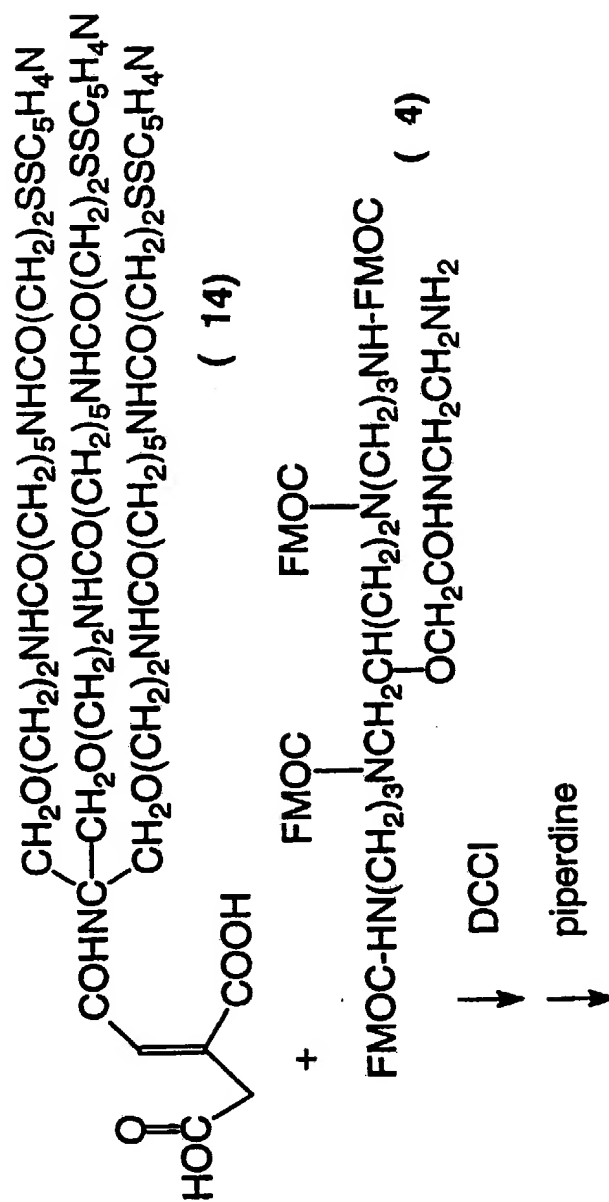 CH2O(CH2)2NHCO(CH2)5NHCO(CH2)2SSC5H4N
COHNC-CH2O(CH2)2NHCO(CH2)5NHCO(CH2)2SSC5H4N
CH2O(CH2)2NHCO(CH2)5NHCO(CH2)2SSC5H4N
( 14)
O
HOC
COOH
+
FMOC
FMOC
FMOC-HN(CH2)3NCH2CH(CH2)2N(CH2)3NH-FMOC
OCH2COHNCH2CH2NH2
( 4)
DCCI
piperdine